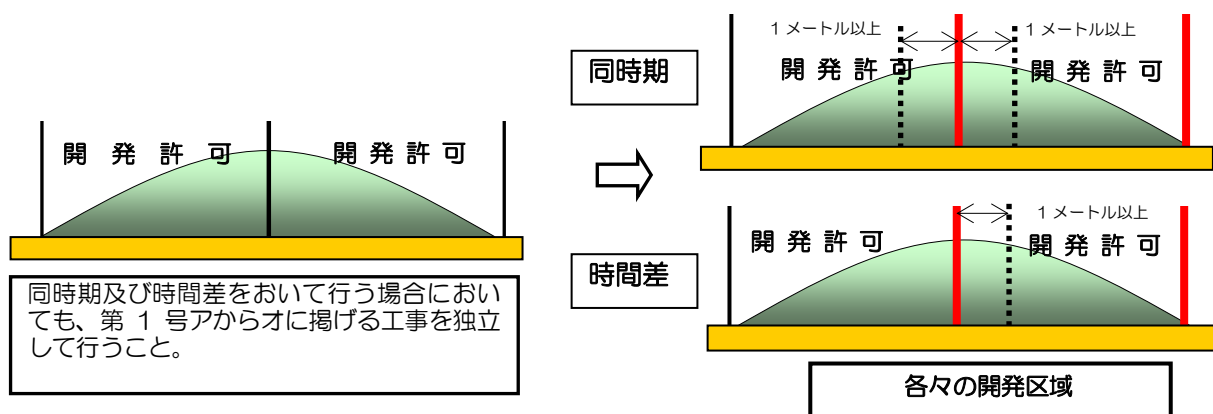 開発許可 開発許可
同時期及び時間差をおいて行う場合におい
ても、第 1 号アからオに掲げる工事を独立
して行うこと。
同時期
1メートル以上 1メートル以上
開発許可 開発許可
時間差
1メートル以上
開発許可 開発許可
各々の開発区域